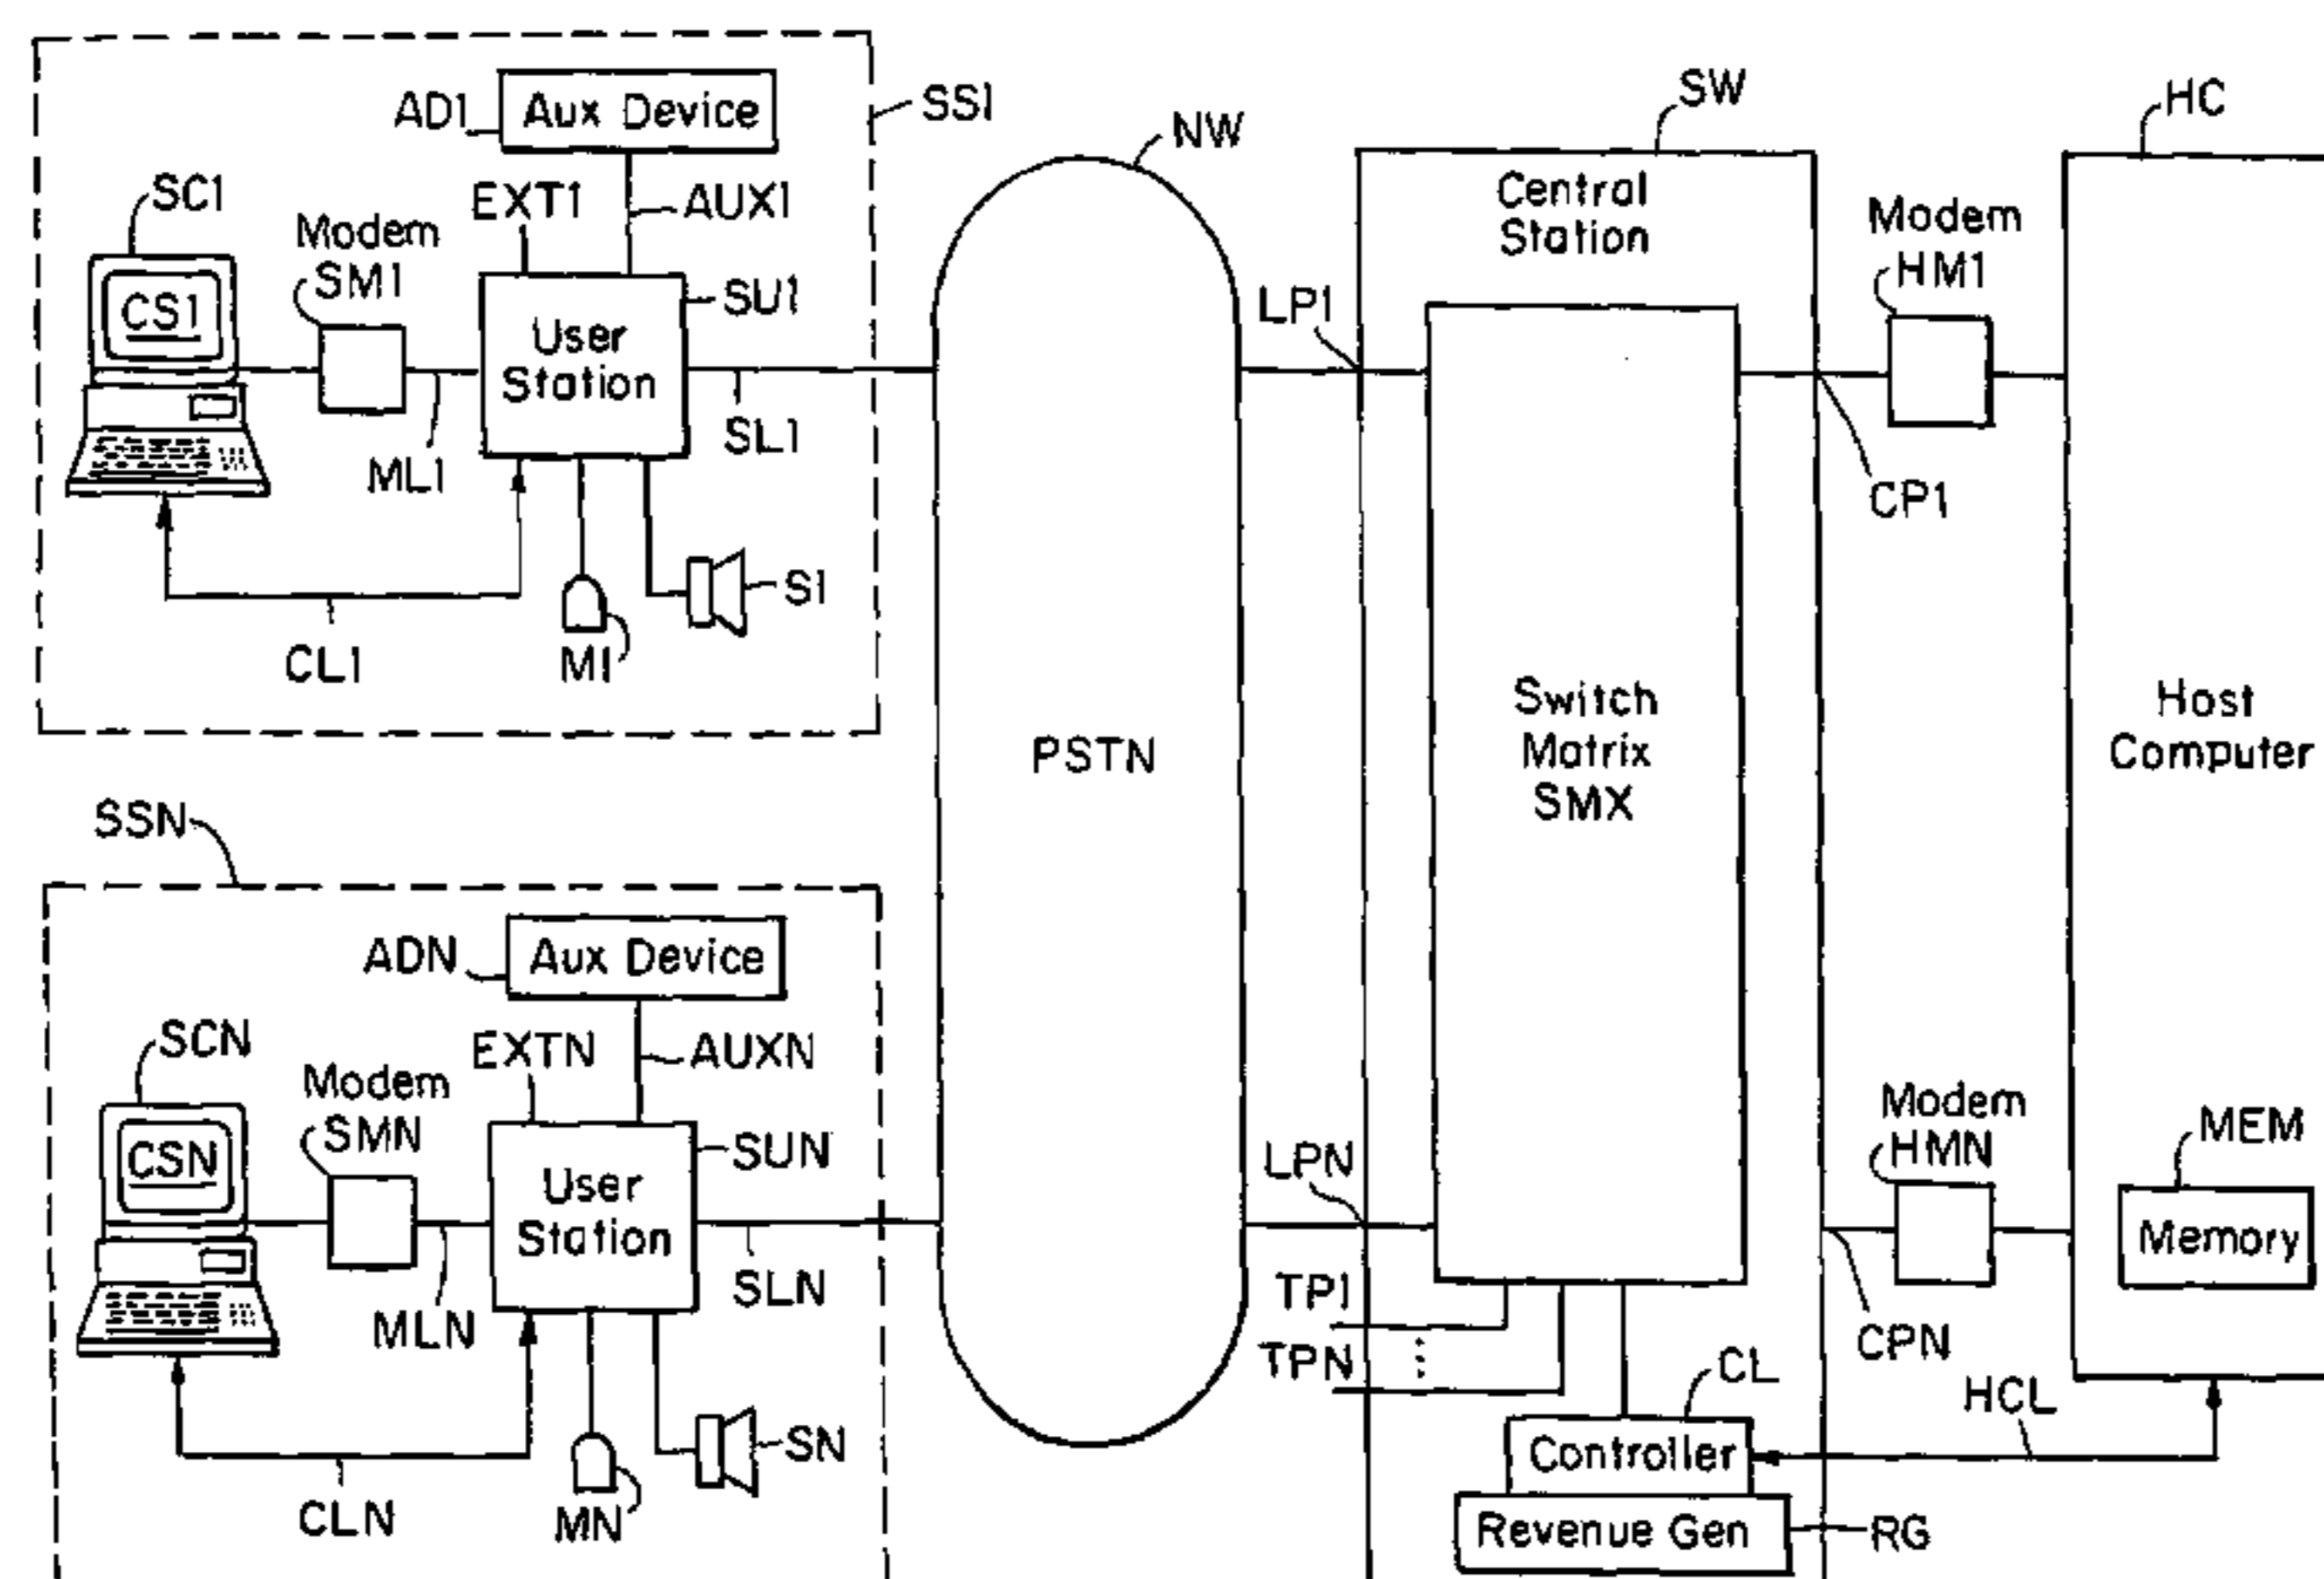 AD1
Aux Device
SS1
SC1
EXT1
AUX1
Modem
SM1
CS1
User
Station
SU1
ML1
SL1
CL1
M1
S1
NW
PSTN
SW
Central
Station
LP1
Switch
Matrix
SMX
Modem
HM1
CP1
HC
Host
Computer
SSN
ADN
Aux Device
SCN
EXTN
AUXN
Modem
SMN
CSN
User
Station
SUN
MLN
SLN
CLN
MN
SN
LPN
TP1
TPN
CL
Controller
Revenue Gen
RG
Modem
HMN
CPN
HCL
MEM
Memory